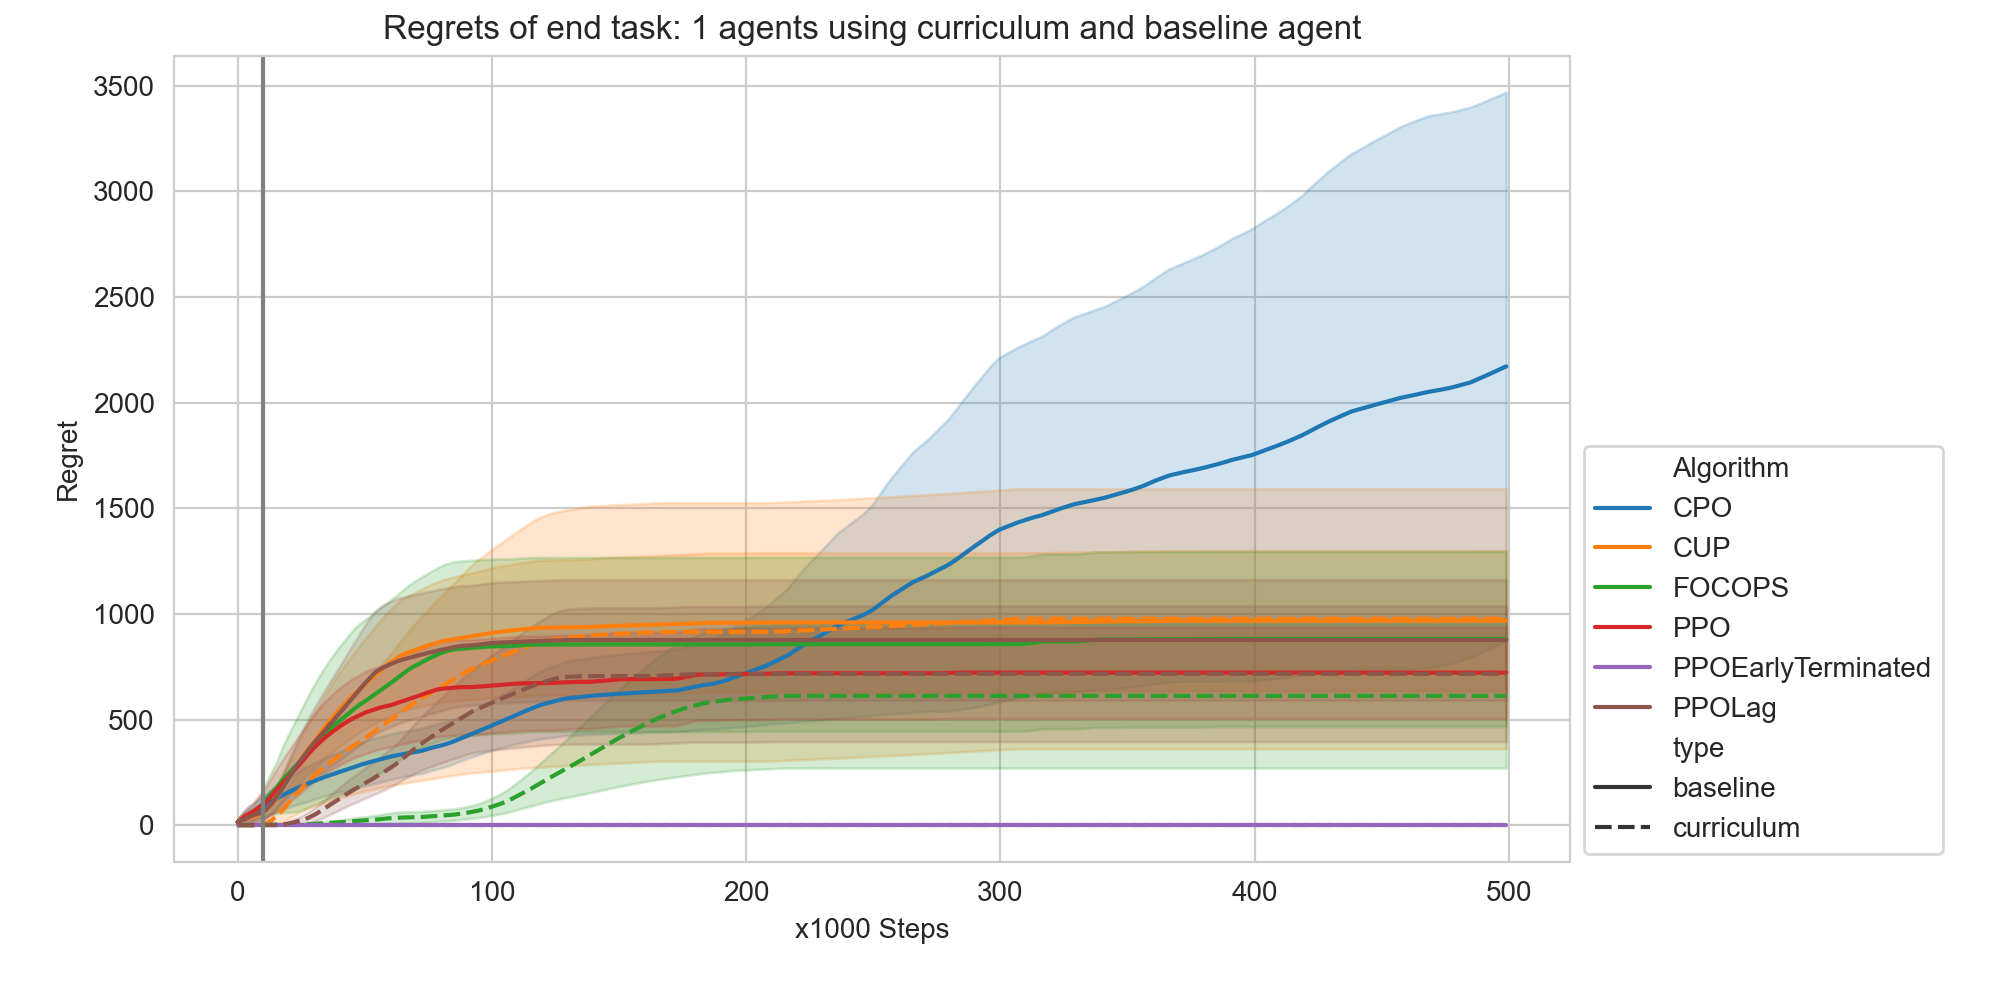 Regrets of end task: 1 agents using curriculum and baseline agent
3500
3000
2500
2000
1500
1000
500
0
Regret
0 100 200 300 400 500
x1000 Steps
Algorithm
CPO
CUP
FOCOPS
PPO
PPOEarlyTerminated
PPOLag
type
baseline
curriculum